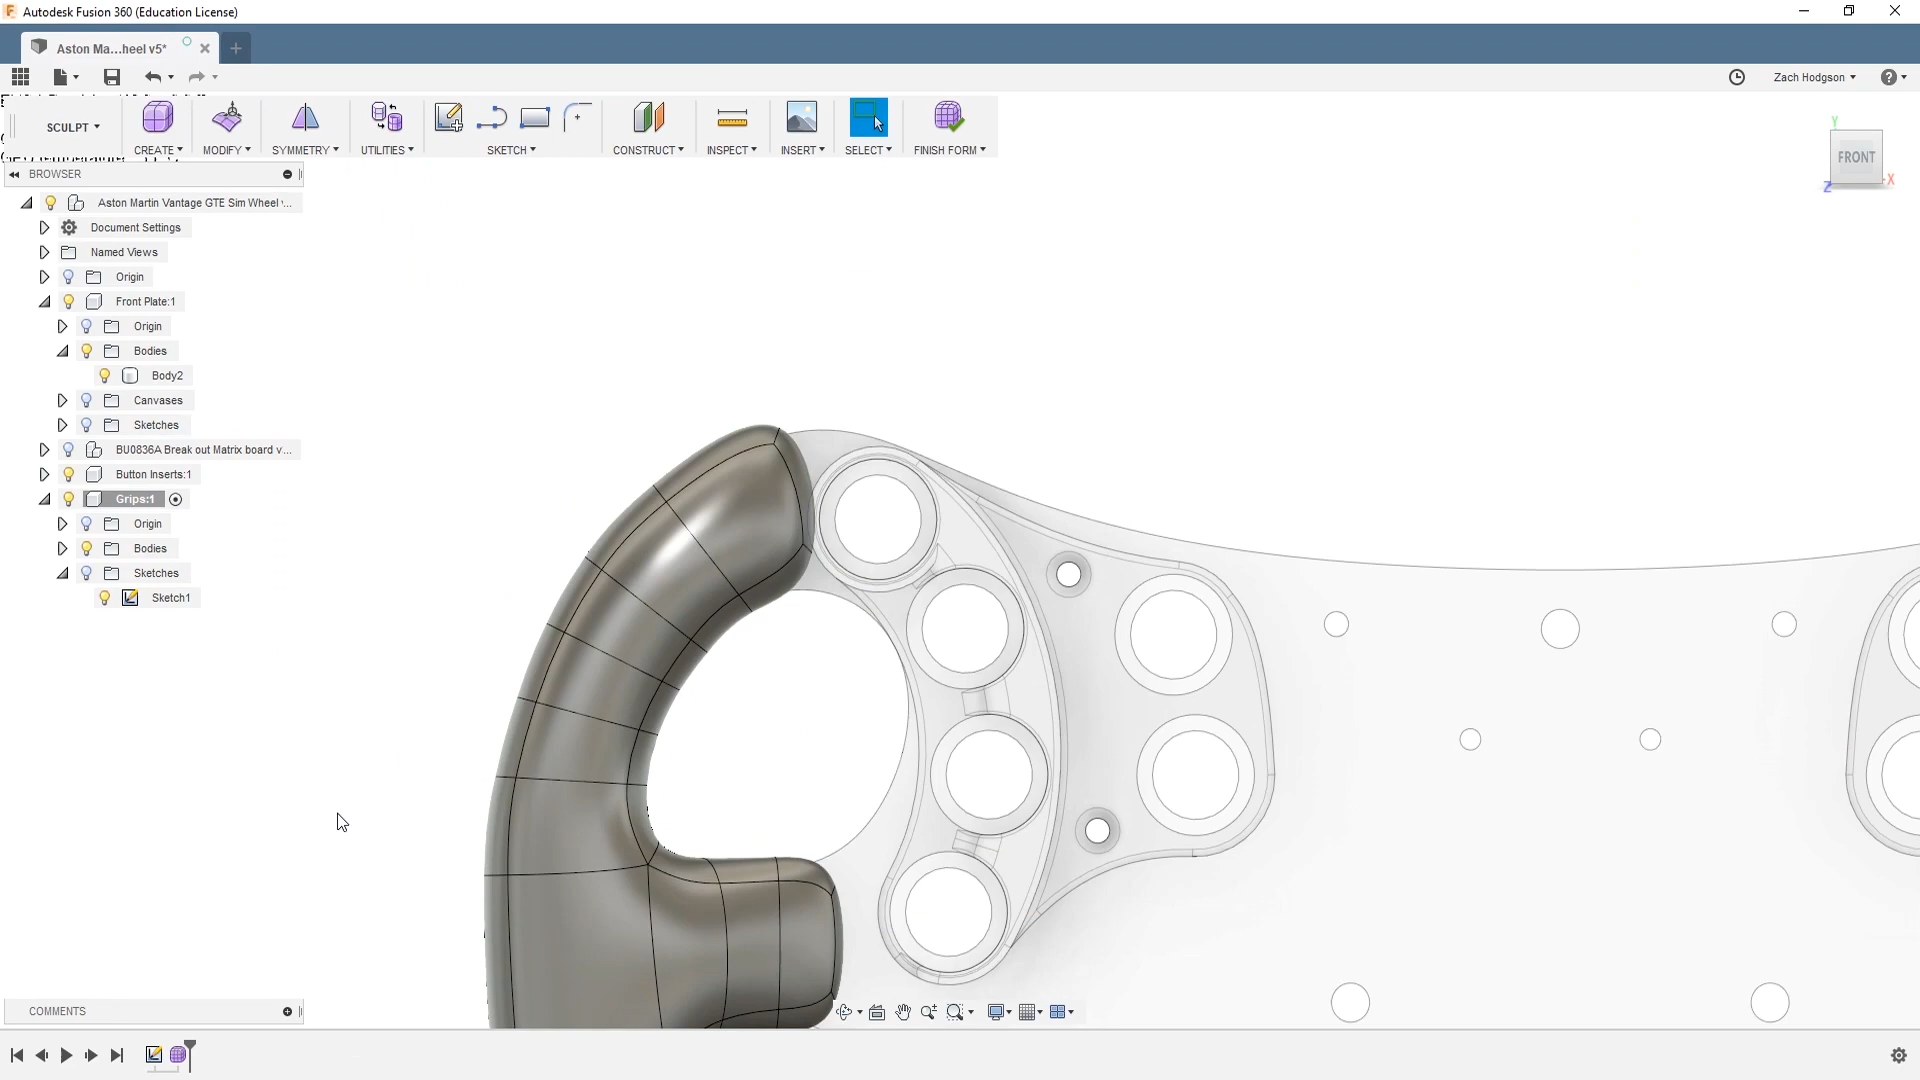 Autodesk Fusion 360 (Education License)
Aston Ma...heel v5*
Zach Hodgson
SCULPT
CREATE
MODIFY
SYMMETRY
UTILITIES
SKETCH
CONSTRUCT
INSPECT
INSERT
SELECT
FINISH FORM
Y
FRONT
Z
X
BROWSER
Aston Martin Vantage GTE Sim Wheel v...
Document Settings
Named Views
Origin
Front Plate:1
Origin
Bodies
Body2
Canvases
Sketches
BU0836A Break out Matrix board v...
Button Inserts:1
Grips:1
Origin
Bodies
Sketches
Sketch1
COMMENTS